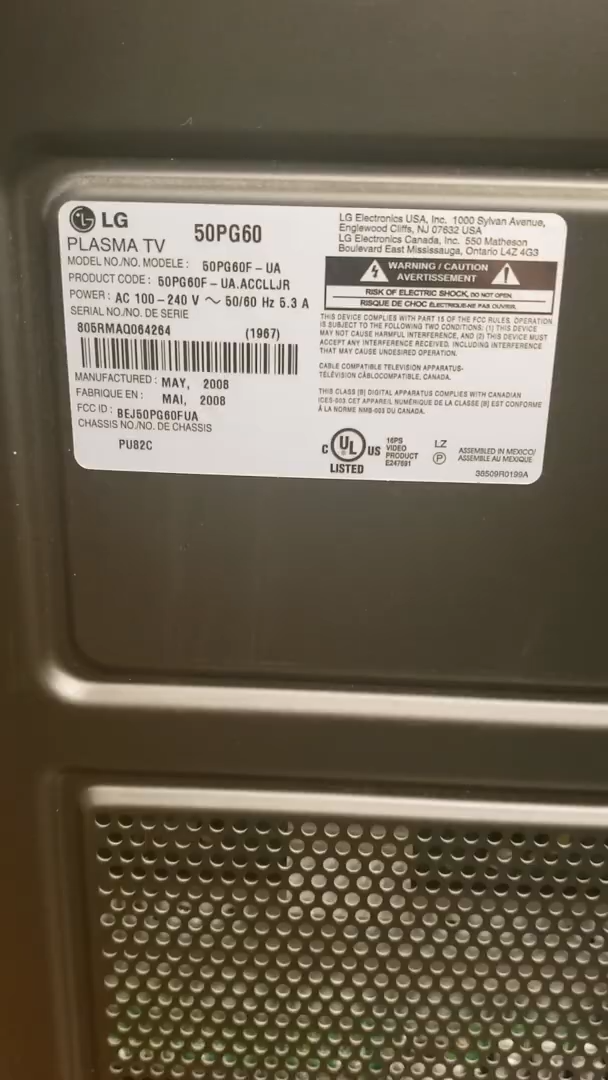 LG
PLASMA TV 50PG60
MODEL NO./NO. MODELE : 50PG60F-UA
PRODUCT CODE : 50PG60F-UA.ACCLLJR
POWER : AC 100-240 V ~ 50/60 Hz 5.3 A
SERIAL NO./NO. DE SERIE
805RMAQ064264 (1967)
MANUFACTURED : MAY, 2008
FABRIQUE EN : MAI, 2008
FCC ID : BEJ50PG60FUA
CHASSIS NO./NO. DE CHASSIS
PU82C
LG Electronics USA, Inc. 1000 Sylvan Avenue,
Englewood Cliffs, NJ 07632 USA
LG Electronics Canada, Inc. 550 Matheson
Boulevard East Mississauga, Ontario L4Z 4G3
WARNING / CAUTION
AVERTISSEMENT
RISK OF ELECTRIC SHOCK, DO NOT OPEN.
RISQUE DE CHOC ÉLECTRIQUE-NE PAS OUVRIR.
THIS DEVICE COMPLIES WITH PART 15 OF THE FCC RULES, OPERATION
IS SUBJECT TO THE FOLLOWING TWO CONDITIONS; (1) THIS DEVICE
MAY NOT CAUSE HARMFUL INTERFERENCE, AND (2) THIS DEVICE MUST
ACCEPT ANY INTERFERENCE RECEIVED, INCLUDING INTERFERENCE
THAT MAY CAUSE UNDESIRED OPERATION.
CABLE COMPATIBLE TELEVISION APPARATUS-
TÉLÉVISION CÂBLOCOMPATIBLE, CANADA.
THIS CLASS [B] DIGITAL APPARATUS COMPLIES WITH CANADIAN
ICES-003. CET APPAREIL NUMÉRIQUE DE LA CLASSE [B] EST CONFORME
À LA NORME NMB-003 DU CANADA.
C UL US
LISTED
16PS
VIDEO
PRODUCT
E247691
LZ
P
ASSEMBLED IN MEXICO/
ASSEMBLE AU MEXIQUE
38509R0199A